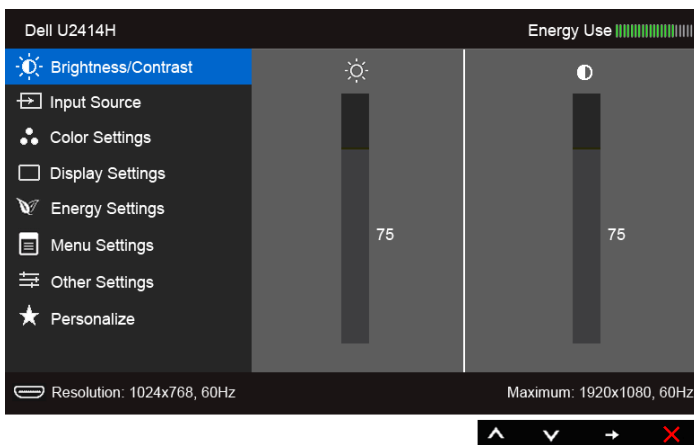 Dell U2414H
Energy Use
Brightness/Contrast
Input Source
Color Settings
Display Settings
Energy Settings
Menu Settings
Other Settings
Personalize
75
75
Resolution: 1024x768, 60Hz
Maximum: 1920x1080, 60Hz